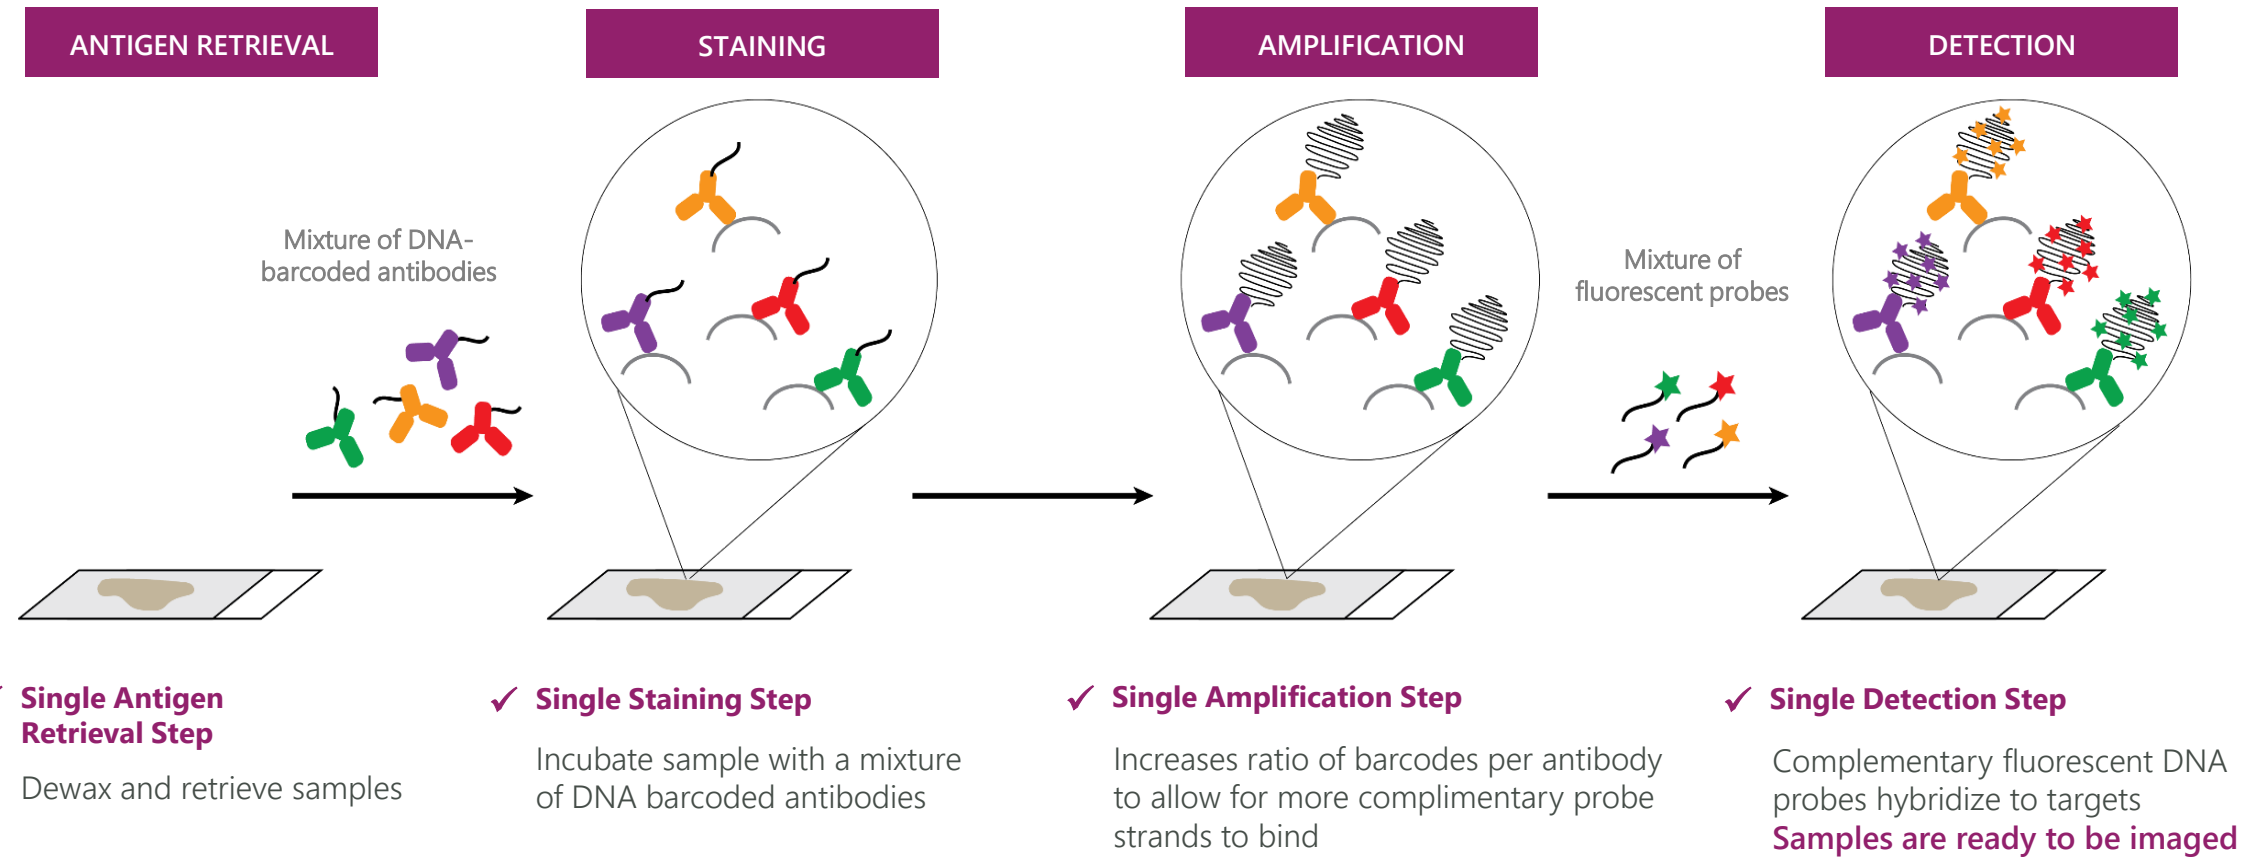 ANTIGEN RETRIEVAL
STAINING
AMPLIFICATION
DETECTION
Mixture of DNA-
barcoded antibodies
Mixture of
fluorescent probes
✓ Single Antigen
Retrieval Step
Dewax and retrieve samples
✓ Single Staining Step
Incubate sample with a mixture
of DNA barcoded antibodies
✓ Single Amplification Step
Increases ratio of barcodes per antibody
to allow for more complimentary probe
strands to bind
✓ Single Detection Step
Complementary fluorescent DNA
probes hybridize to targets
Samples are ready to be imaged